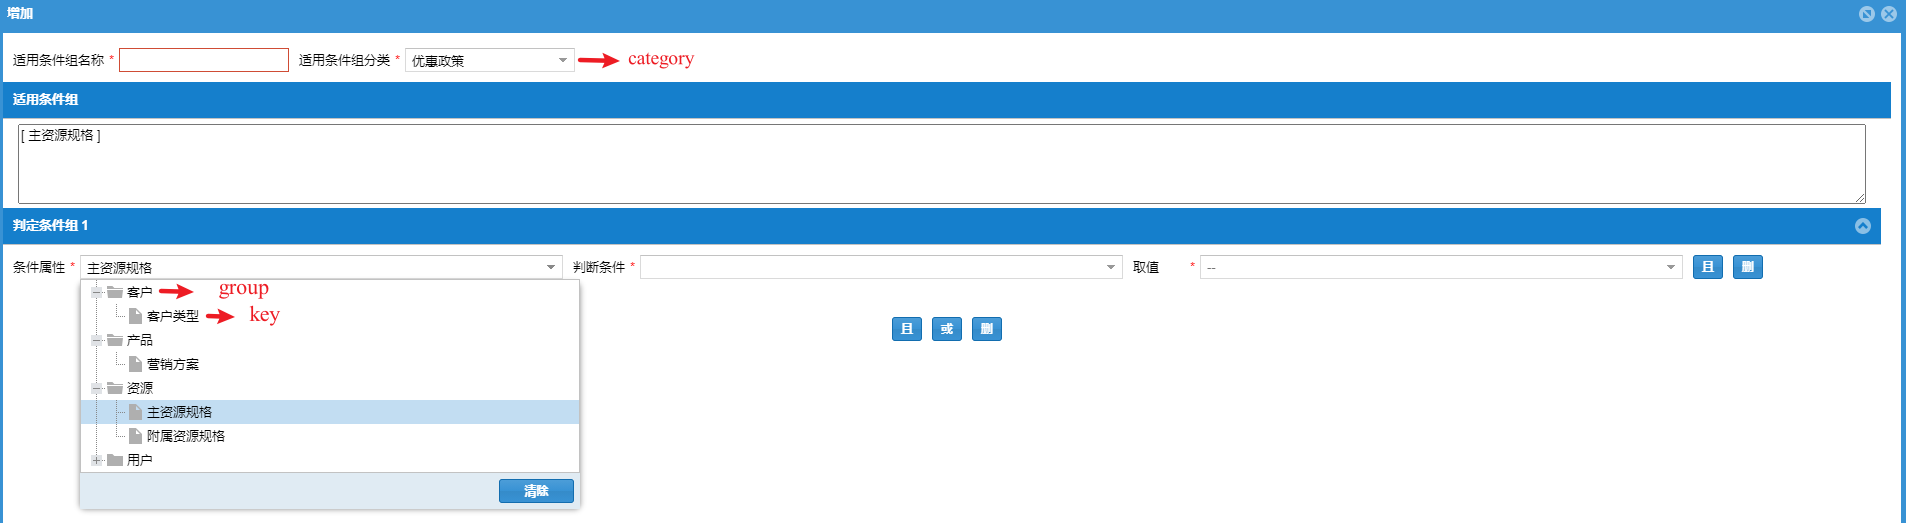 增加
适用条件组名称 * 适用条件组分类 * 优惠政策 category
适用条件组
[ 主资源规格 ]
判定条件组 1
条件属性 * 主资源规格 判断条件 * 取值 * -- 且 删
客户 group
客户类型 key
且 或 删
产品
营销方案
资源
主资源规格
附属资源规格
用户
清除